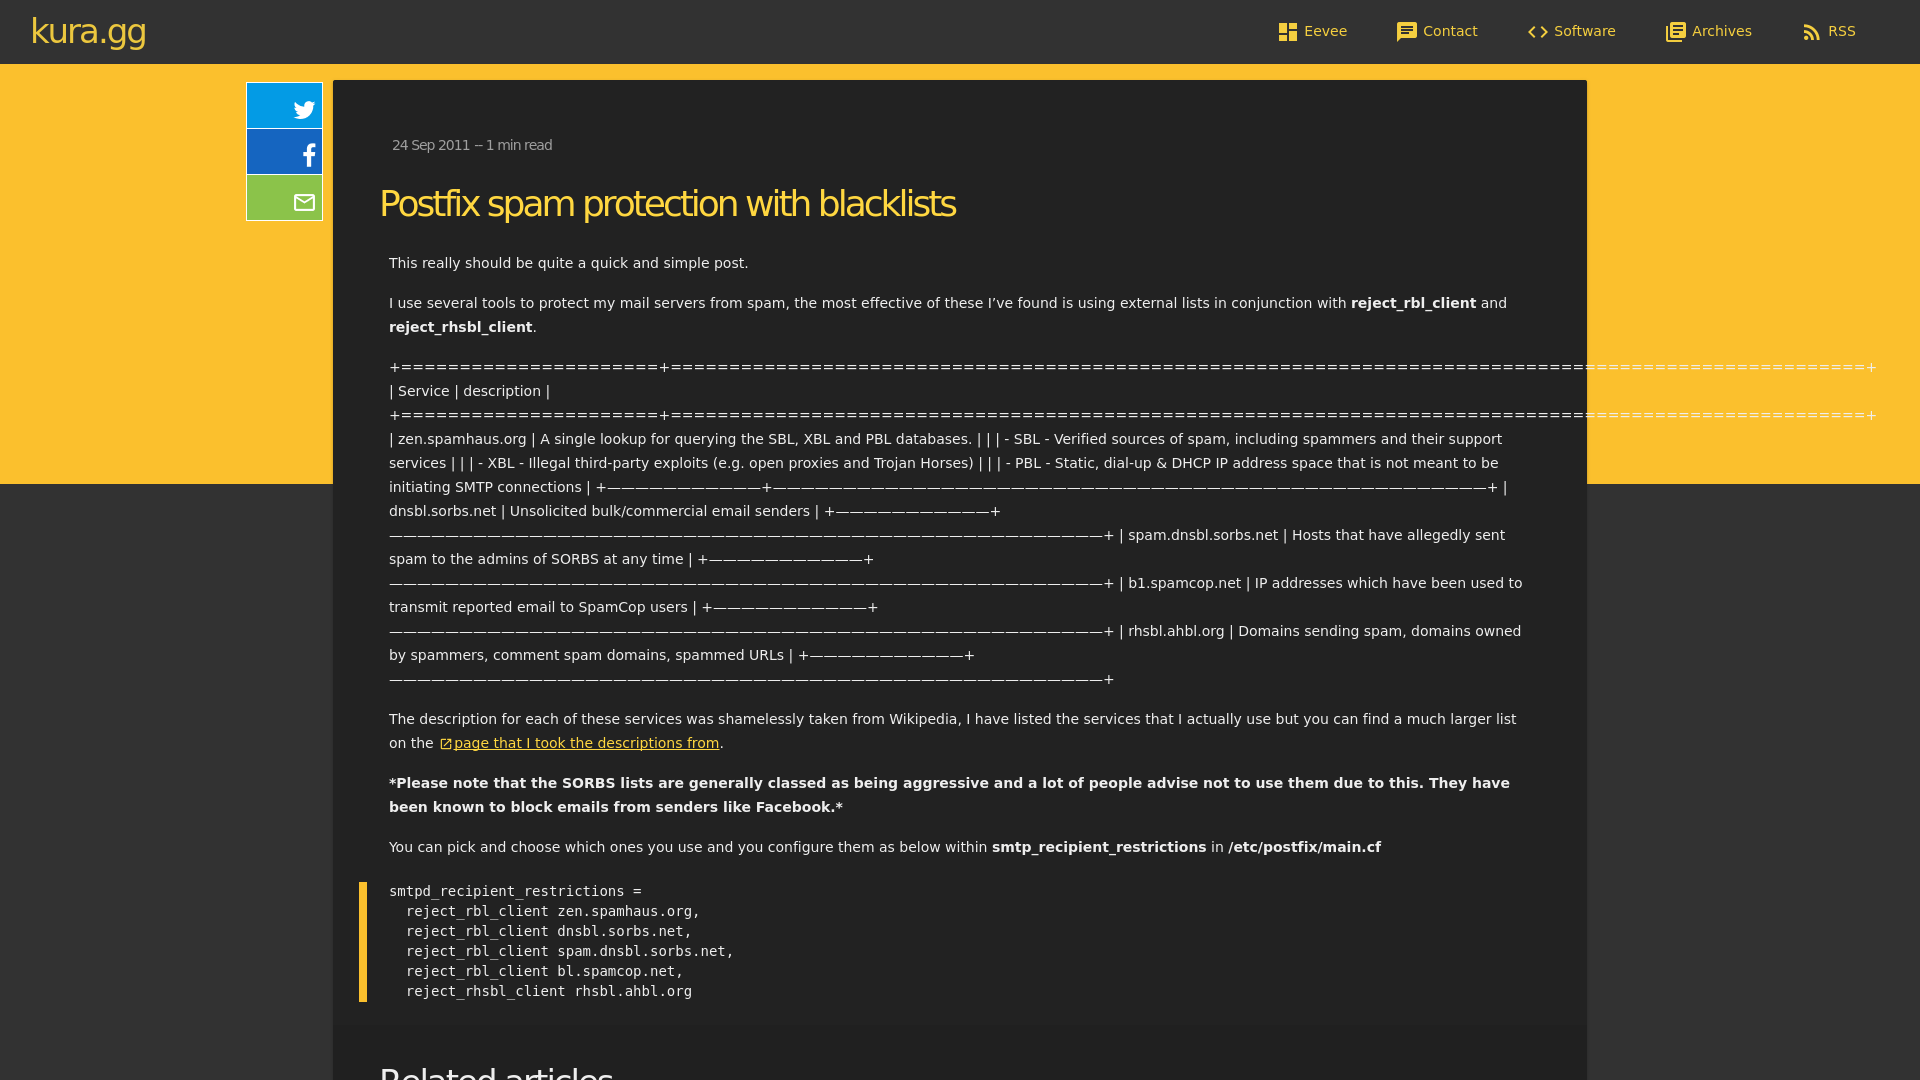 kura.gg
Eevee
Contact
Software
Archives
RSS
24 Sep 2011 -- 1 min read
Postfix spam protection with blacklists
This really should be quite a quick and simple post.
I use several tools to protect my mail servers from spam, the most effective of these I’ve found is using external lists in conjunction with reject_rbl_client and
reject_rhsbl_client.
+======================+======================================================================================================+
| Service | description |
+======================+======================================================================================================+
| zen.spamhaus.org | A single lookup for querying the SBL, XBL and PBL databases. | | | - SBL - Verified sources of spam, including spammers and their support
services | | | - XBL - Illegal third-party exploits (e.g. open proxies and Trojan Horses) | | | - PBL - Static, dial-up & DHCP IP address space that is not meant to be
initiating SMTP connections | +———————————+———————————————————————————————————————————————————+ |
dnsbl.sorbs.net | Unsolicited bulk/commercial email senders | +———————————+
———————————————————————————————————————————————————+ | spam.dnsbl.sorbs.net | Hosts that have allegedly sent
spam to the admins of SORBS at any time | +———————————+
———————————————————————————————————————————————————+ | b1.spamcop.net | IP addresses which have been used to
transmit reported email to SpamCop users | +———————————+
———————————————————————————————————————————————————+ | rhsbl.ahbl.org | Domains sending spam, domains owned
by spammers, comment spam domains, spammed URLs | +———————————+
———————————————————————————————————————————————————+
The description for each of these services was shamelessly taken from Wikipedia, I have listed the services that I actually use but you can find a much larger list
on the page that I took the descriptions from.
*Please note that the SORBS lists are generally classed as being aggressive and a lot of people advise not to use them due to this. They have
been known to block emails from senders like Facebook.*
You can pick and choose which ones you use and you configure them as below within smtp_recipient_restrictions in /etc/postfix/main.cf
smtpd_recipient_restrictions =
reject_rbl_client zen.spamhaus.org,
reject_rbl_client dnsbl.sorbs.net,
reject_rbl_client spam.dnsbl.sorbs.net,
reject_rbl_client bl.spamcop.net,
reject_rhsbl_client rhsbl.ahbl.org
Related articles